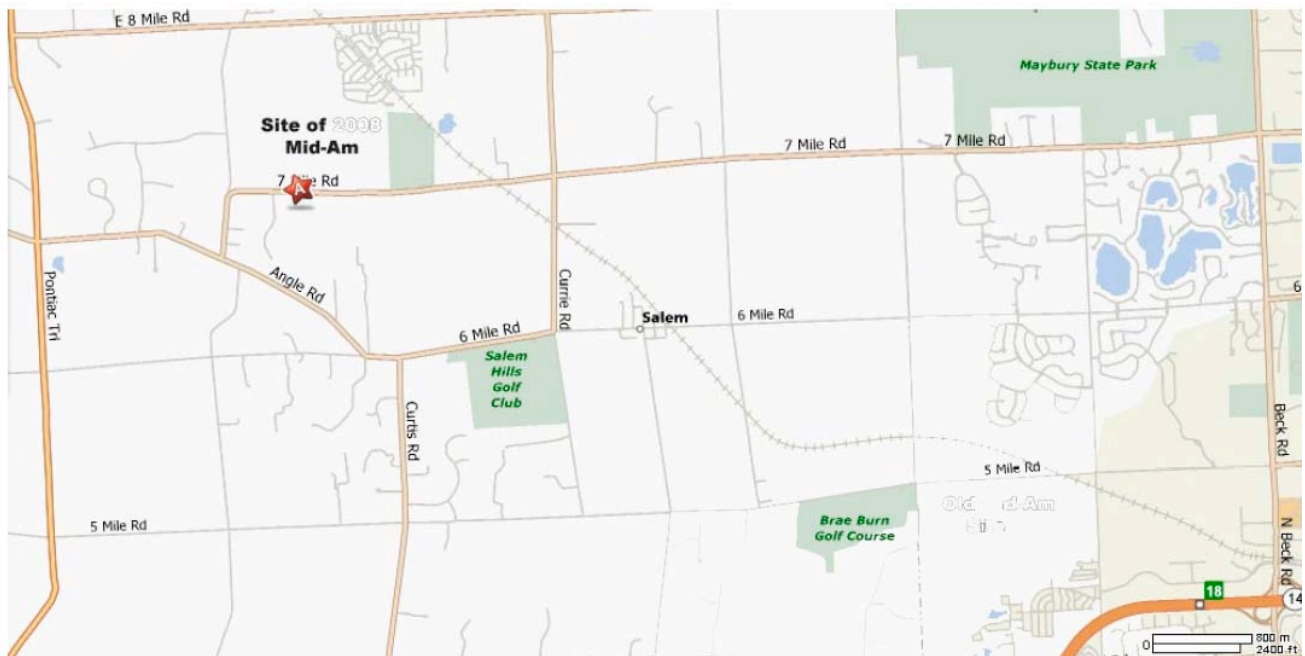 E 8 Mile Rd
Maybury State Park
Site of 2008
Mid-Am
7 Mile Rd
7 Mile Rd
7 Mile Rd
A
Pontiac Trl
Angle Rd
Currie Rd
6 Mile Rd
Salem
6 Mile Rd
6
Salem
Hills
Golf
Club
Curtis Rd
Beck Rd
5 Mile Rd
5 Mile Rd
Brae Burn
Golf Course
Old
N Beck Rd
18
14
0
800 m
2400 ft